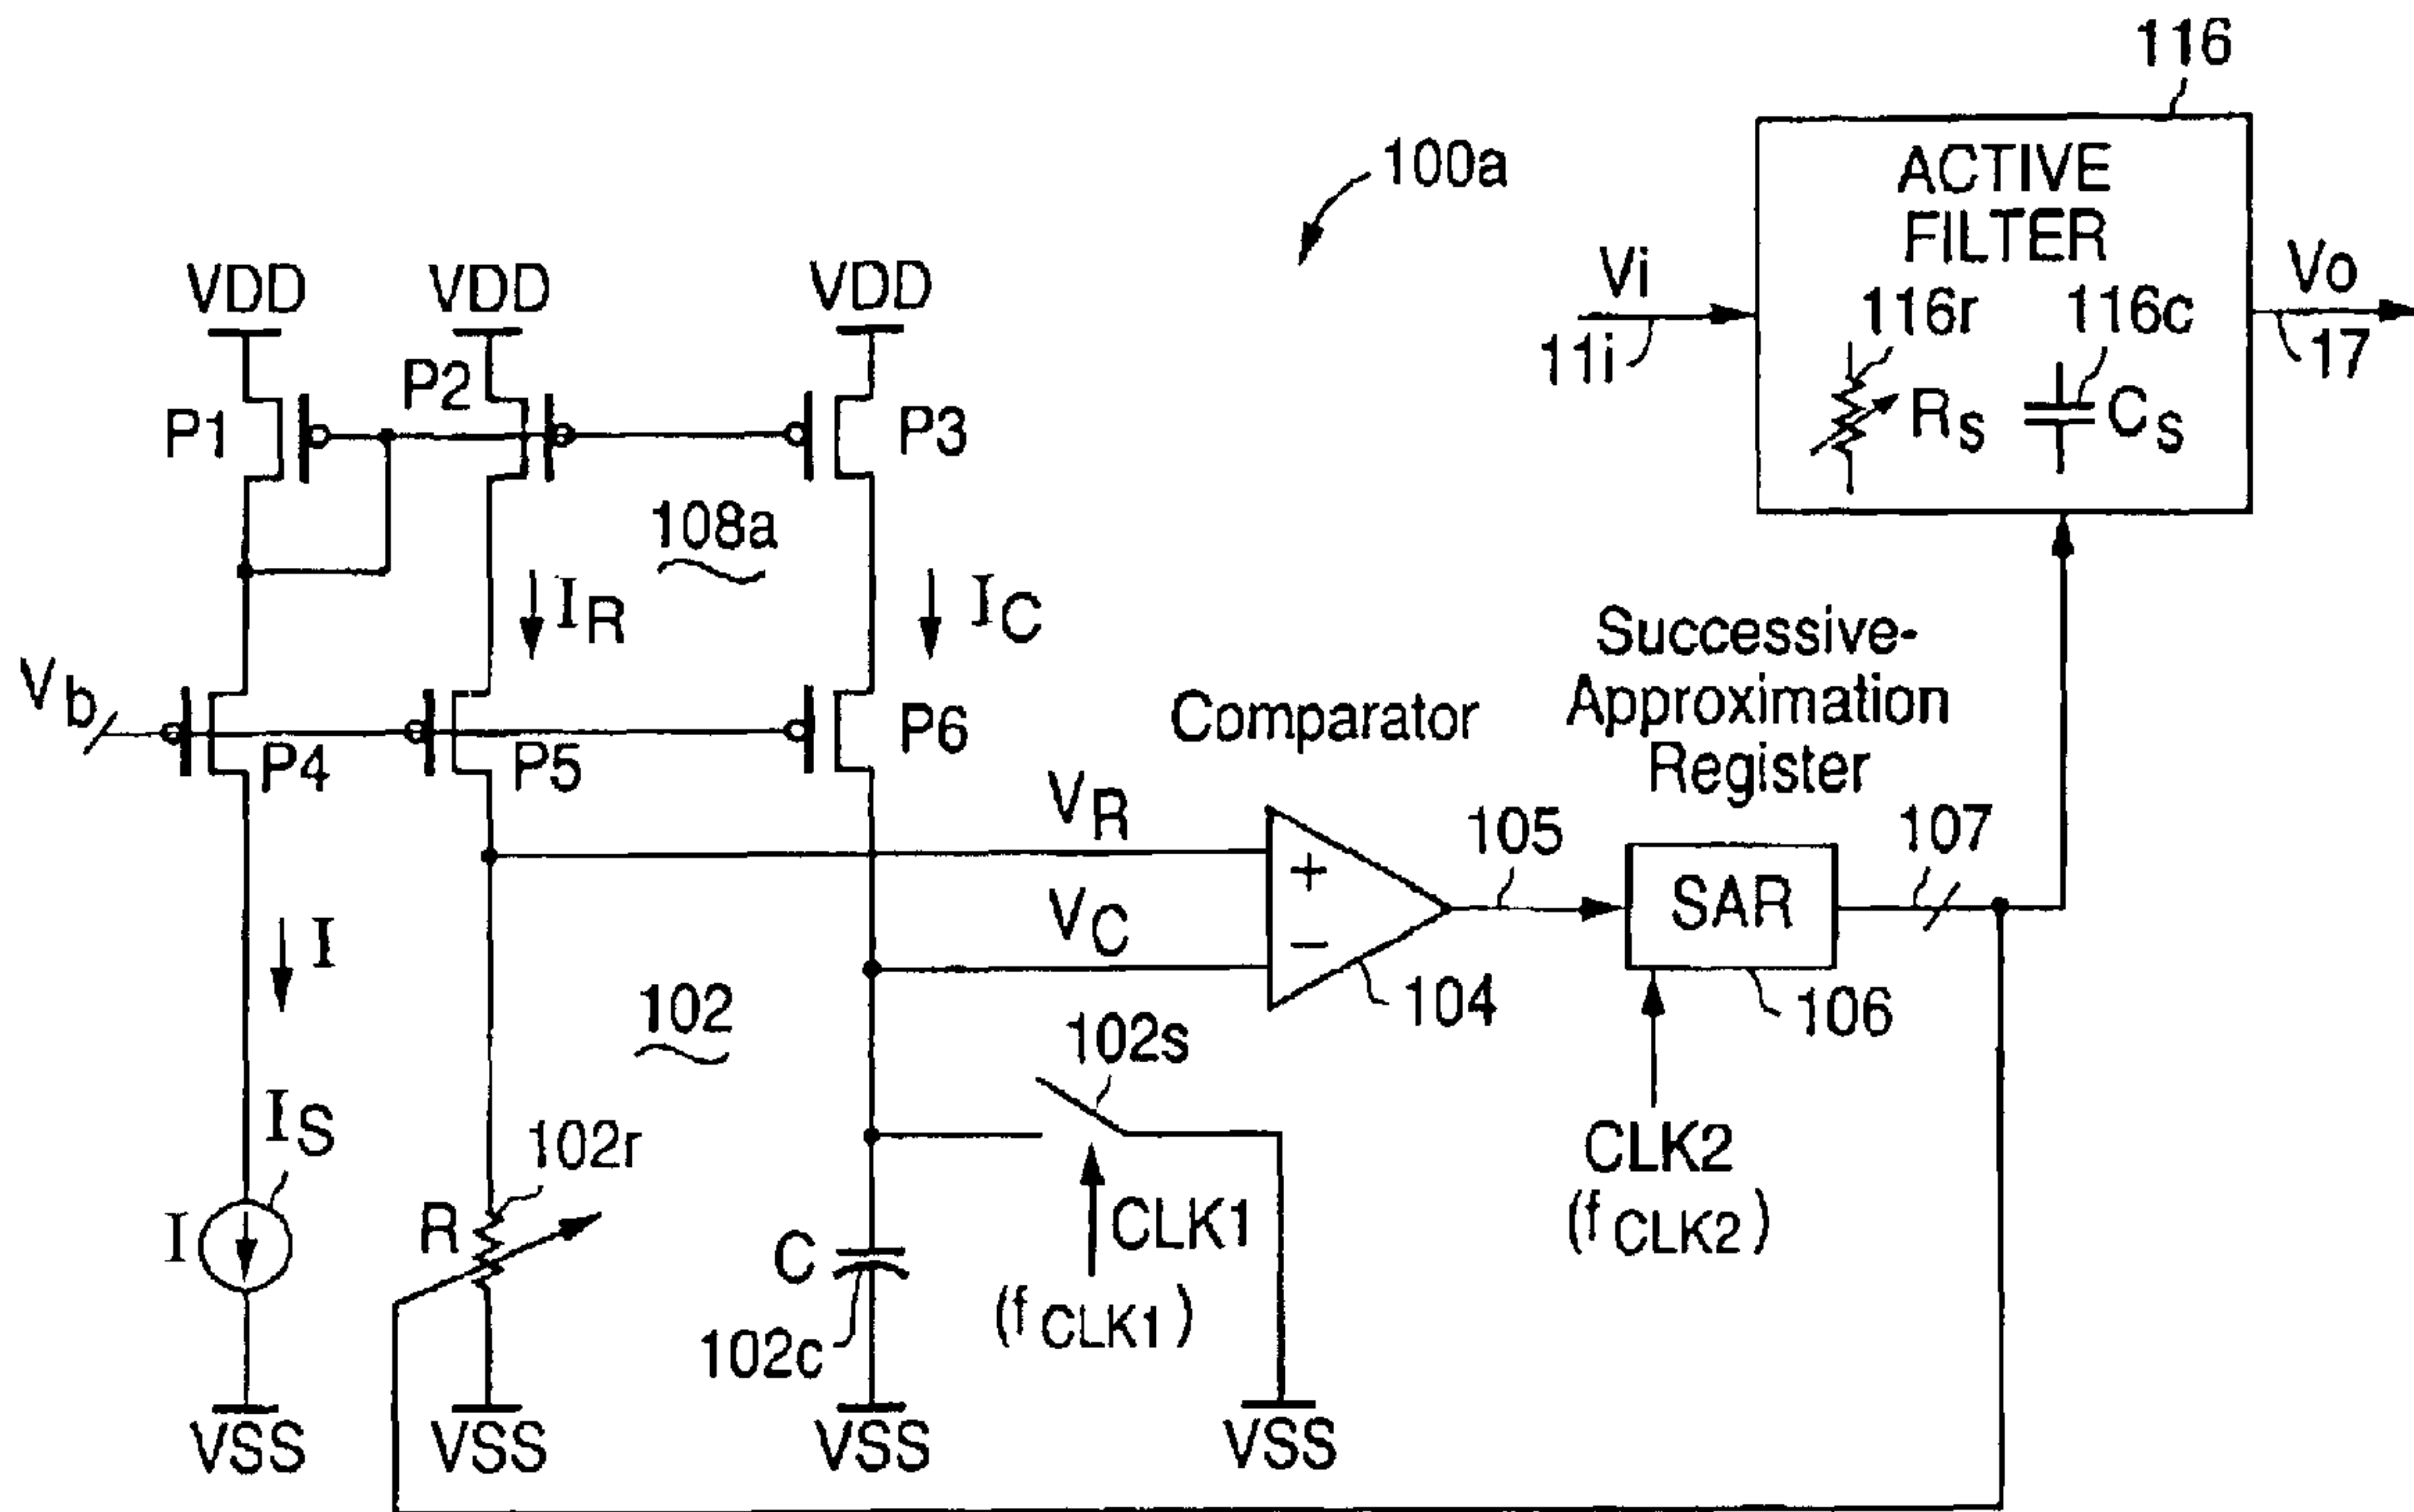 116
ACTIVE
FILTER
100a
Vi
11i
116r
116c
RS
CS
Vo
17
VDD
VDD
VDD
P1
P2
P3
108a
IR
IC
Vb
P4
P5
P6
Comparator
Successive-
Approximation
Register
VR
VC
+
−
104
105
SAR
106
107
I
102
IS
I
R
102r
C
102c
102s
CLK1
(fCLK1)
CLK2
(fCLK2)
VSS
VSS
VSS
VSS